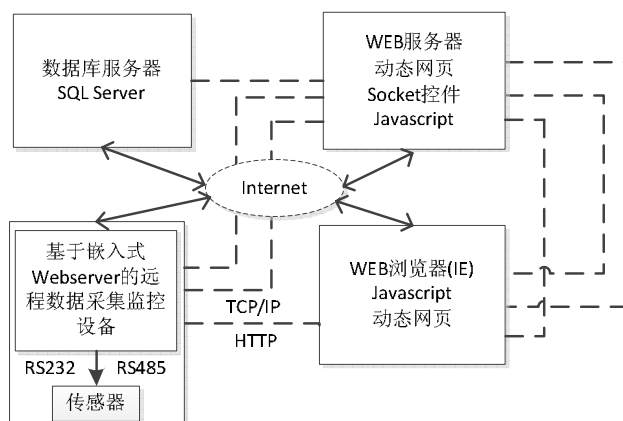 数据库服务器
SQL Server
WEB服务器
动态网页
Socket控件
Javascript
Internet
基于嵌入式
Webserver的远
程数据采集监控
设备
WEB浏览器(IE)
Javascript
动态网页
TCP/IP
HTTP
RS232
RS485
传感器